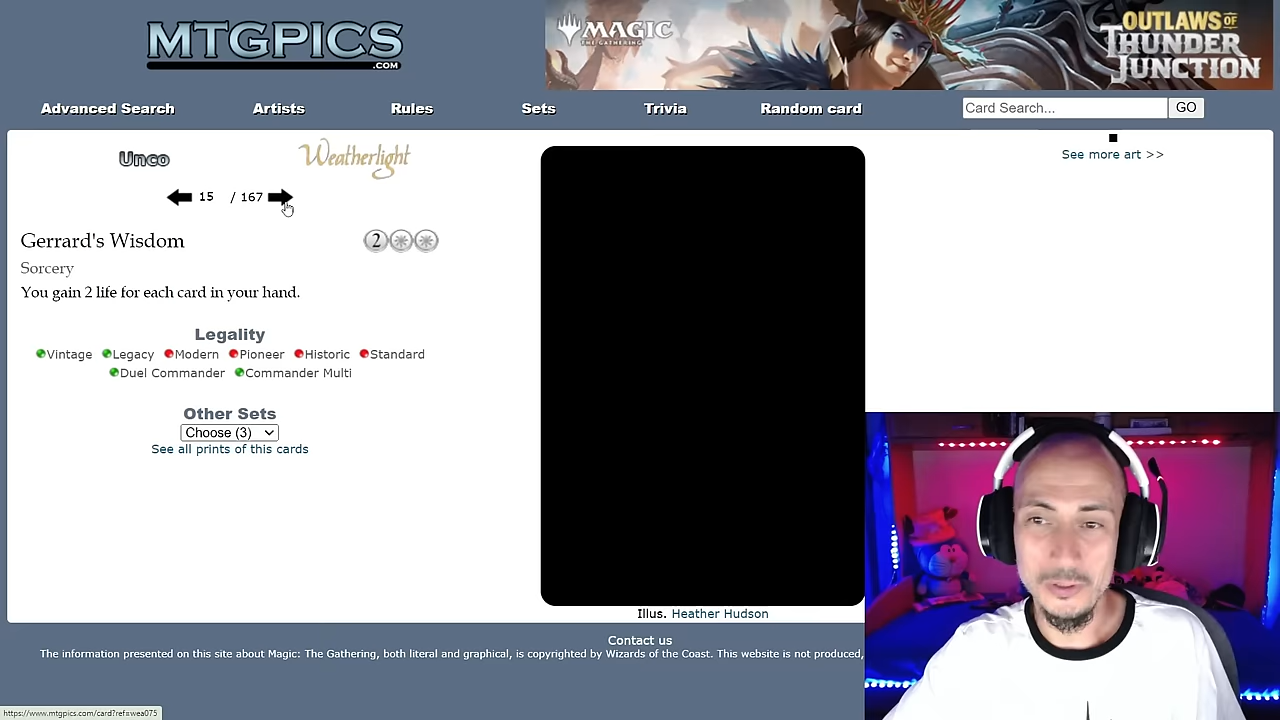 MTGPICS
.COM
MAGIC
THE GATHERING
OUTLAWS OF
THUNDER
JUNCTION
Advanced Search
Artists
Rules
Sets
Trivia
Random card
Card Search...
GO
Unco
Weatherlight
15 / 167
See more art >>
Gerrard's Wisdom
2
Sorcery
You gain 2 life for each card in your hand.
Legality
Vintage Legacy Modern Pioneer Historic Standard
Duel Commander Commander Multi
Other Sets
Choose (3)
See all prints of this cards
Illus. Heather Hudson
Contact us
The information presented on this site about Magic: The Gathering, both literal and graphical, is copyrighted by Wizards of the Coast. This website is not produced,
https://www.mtgpics.com/card?ref=wea075